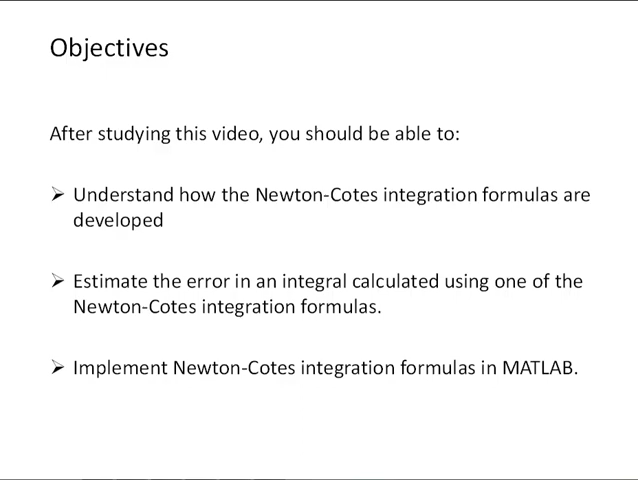 Objectives
After studying this video, you should be able to:
➢ Understand how the Newton-Cotes integration formulas are
developed
➢ Estimate the error in an integral calculated using one of the
Newton-Cotes integration formulas.
➢ Implement Newton-Cotes integration formulas in MATLAB.